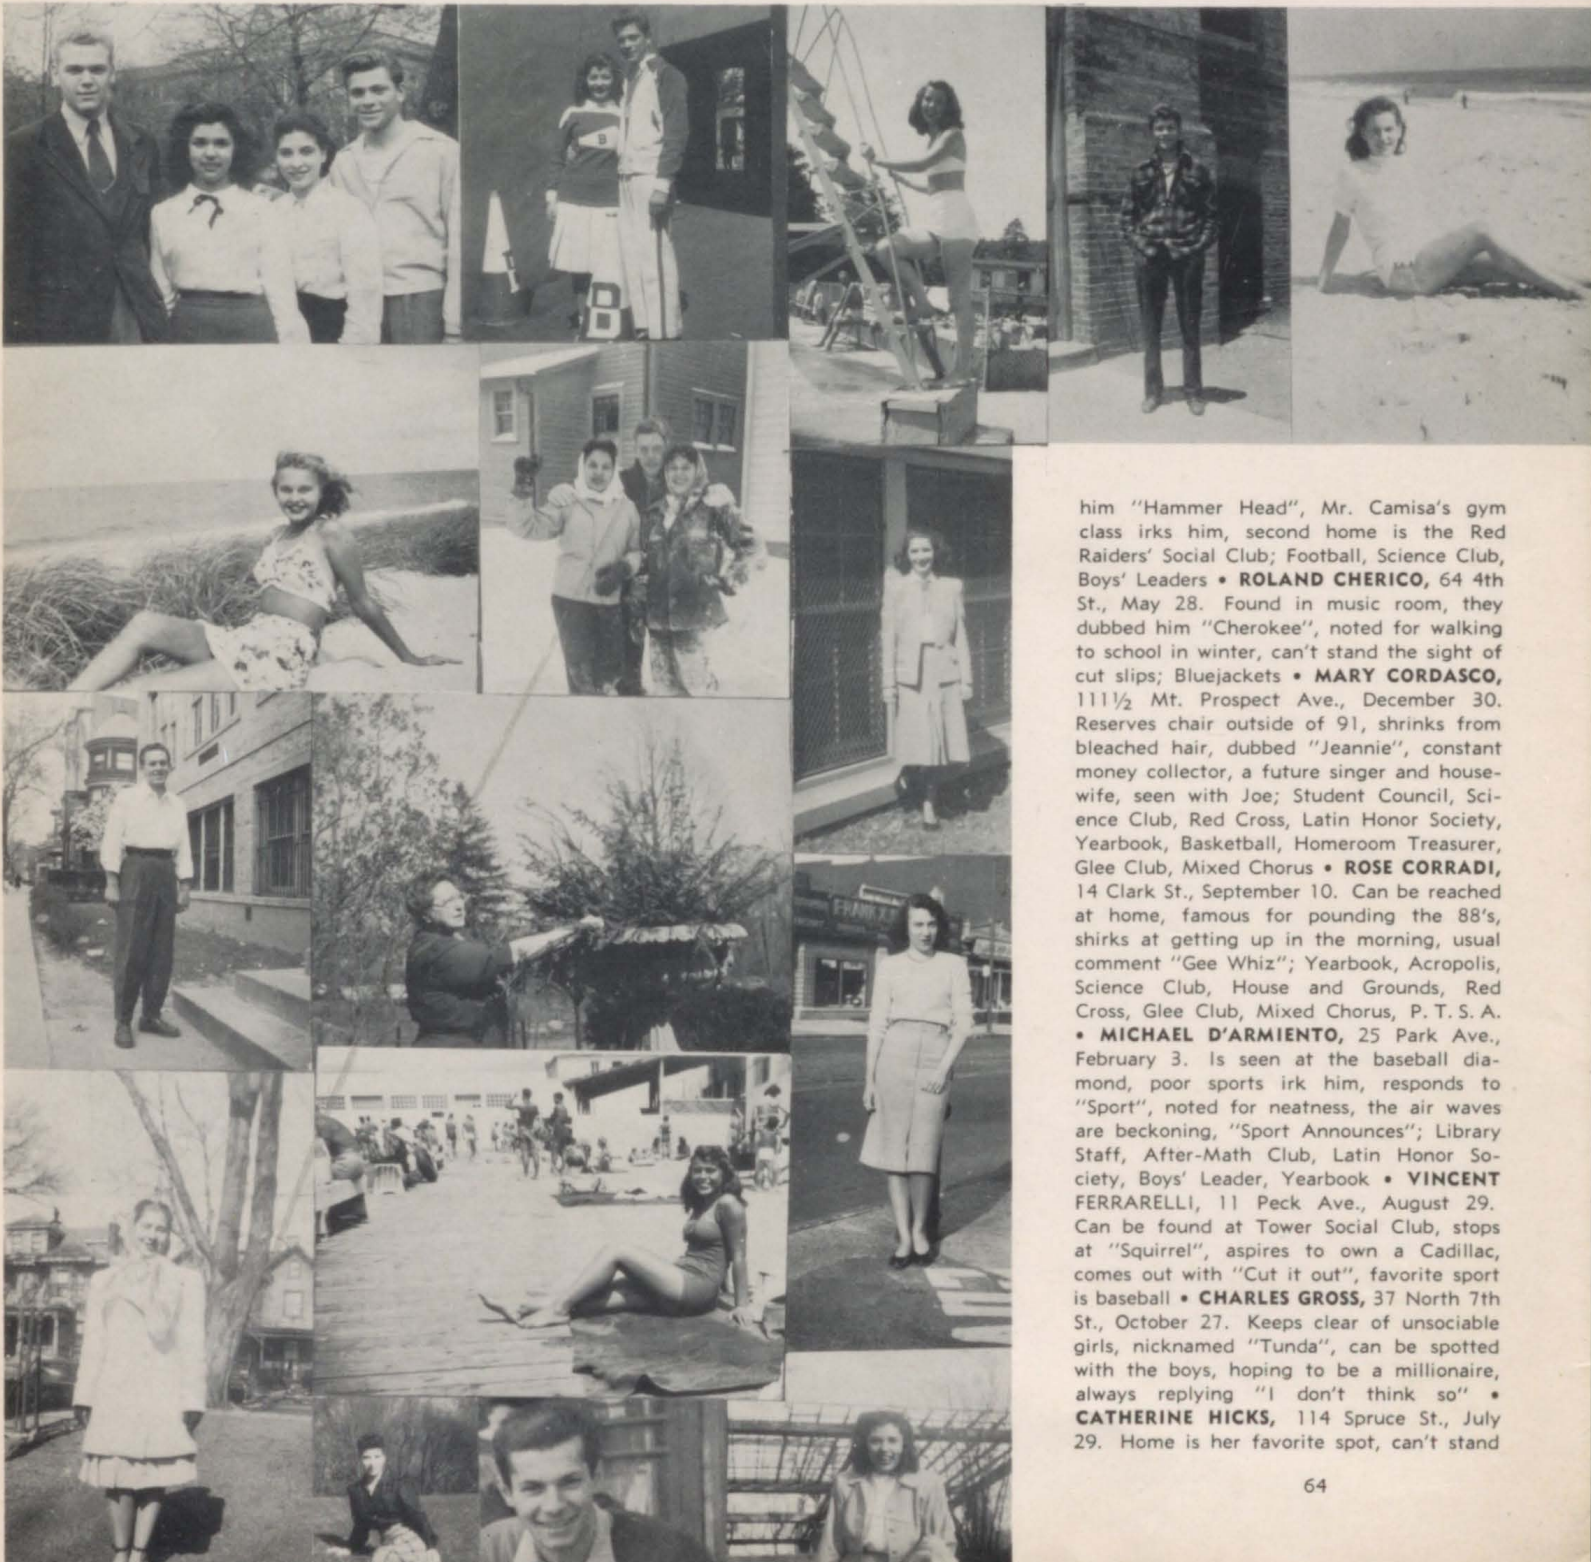 B
B
FRANK
him "Hammer Head", Mr. Camisa's gym
class irks him, second home is the Red
Raiders' Social Club; Football, Science Club,
Boys' Leaders • ROLAND CHERICO, 64 4th
St., May 28. Found in music room, they
dubbed him "Cherokee", noted for walking
to school in winter, can't stand the sight of
cut slips; Bluejackets • MARY CORDASCO,
111½ Mt. Prospect Ave., December 30.
Reserves chair outside of 91, shrinks from
bleached hair, dubbed "Jeannie", constant
money collector, a future singer and house-
wife, seen with Joe; Student Council, Sci-
ence Club, Red Cross, Latin Honor Society,
Yearbook, Basketball, Homeroom Treasurer,
Glee Club, Mixed Chorus • ROSE CORRADI,
14 Clark St., September 10. Can be reached
at home, famous for pounding the 88's,
shirks at getting up in the morning, usual
comment "Gee Whiz"; Yearbook, Acropolis,
Science Club, House and Grounds, Red
Cross, Glee Club, Mixed Chorus, P. T. S. A.
• MICHAEL D'ARMIENTO, 25 Park Ave.,
February 3. Is seen at the baseball dia-
mond, poor sports irk him, responds to
"Sport", noted for neatness, the air waves
are beckoning, "Sport Announces"; Library
Staff, After-Math Club, Latin Honor So-
ciety, Boys' Leader, Yearbook • VINCENT
FERRARELLI, 11 Peck Ave., August 29.
Can be found at Tower Social Club, stops
at "Squirrel", aspires to own a Cadillac,
comes out with "Cut it out", favorite sport
is baseball • CHARLES GROSS, 37 North 7th
St., October 27. Keeps clear of unsociable
girls, nicknamed "Tunda", can be spotted
with the boys, hoping to be a millionaire,
always replying "I don't think so" •
CATHERINE HICKS, 114 Spruce St., July
29. Home is her favorite spot, can't stand
64